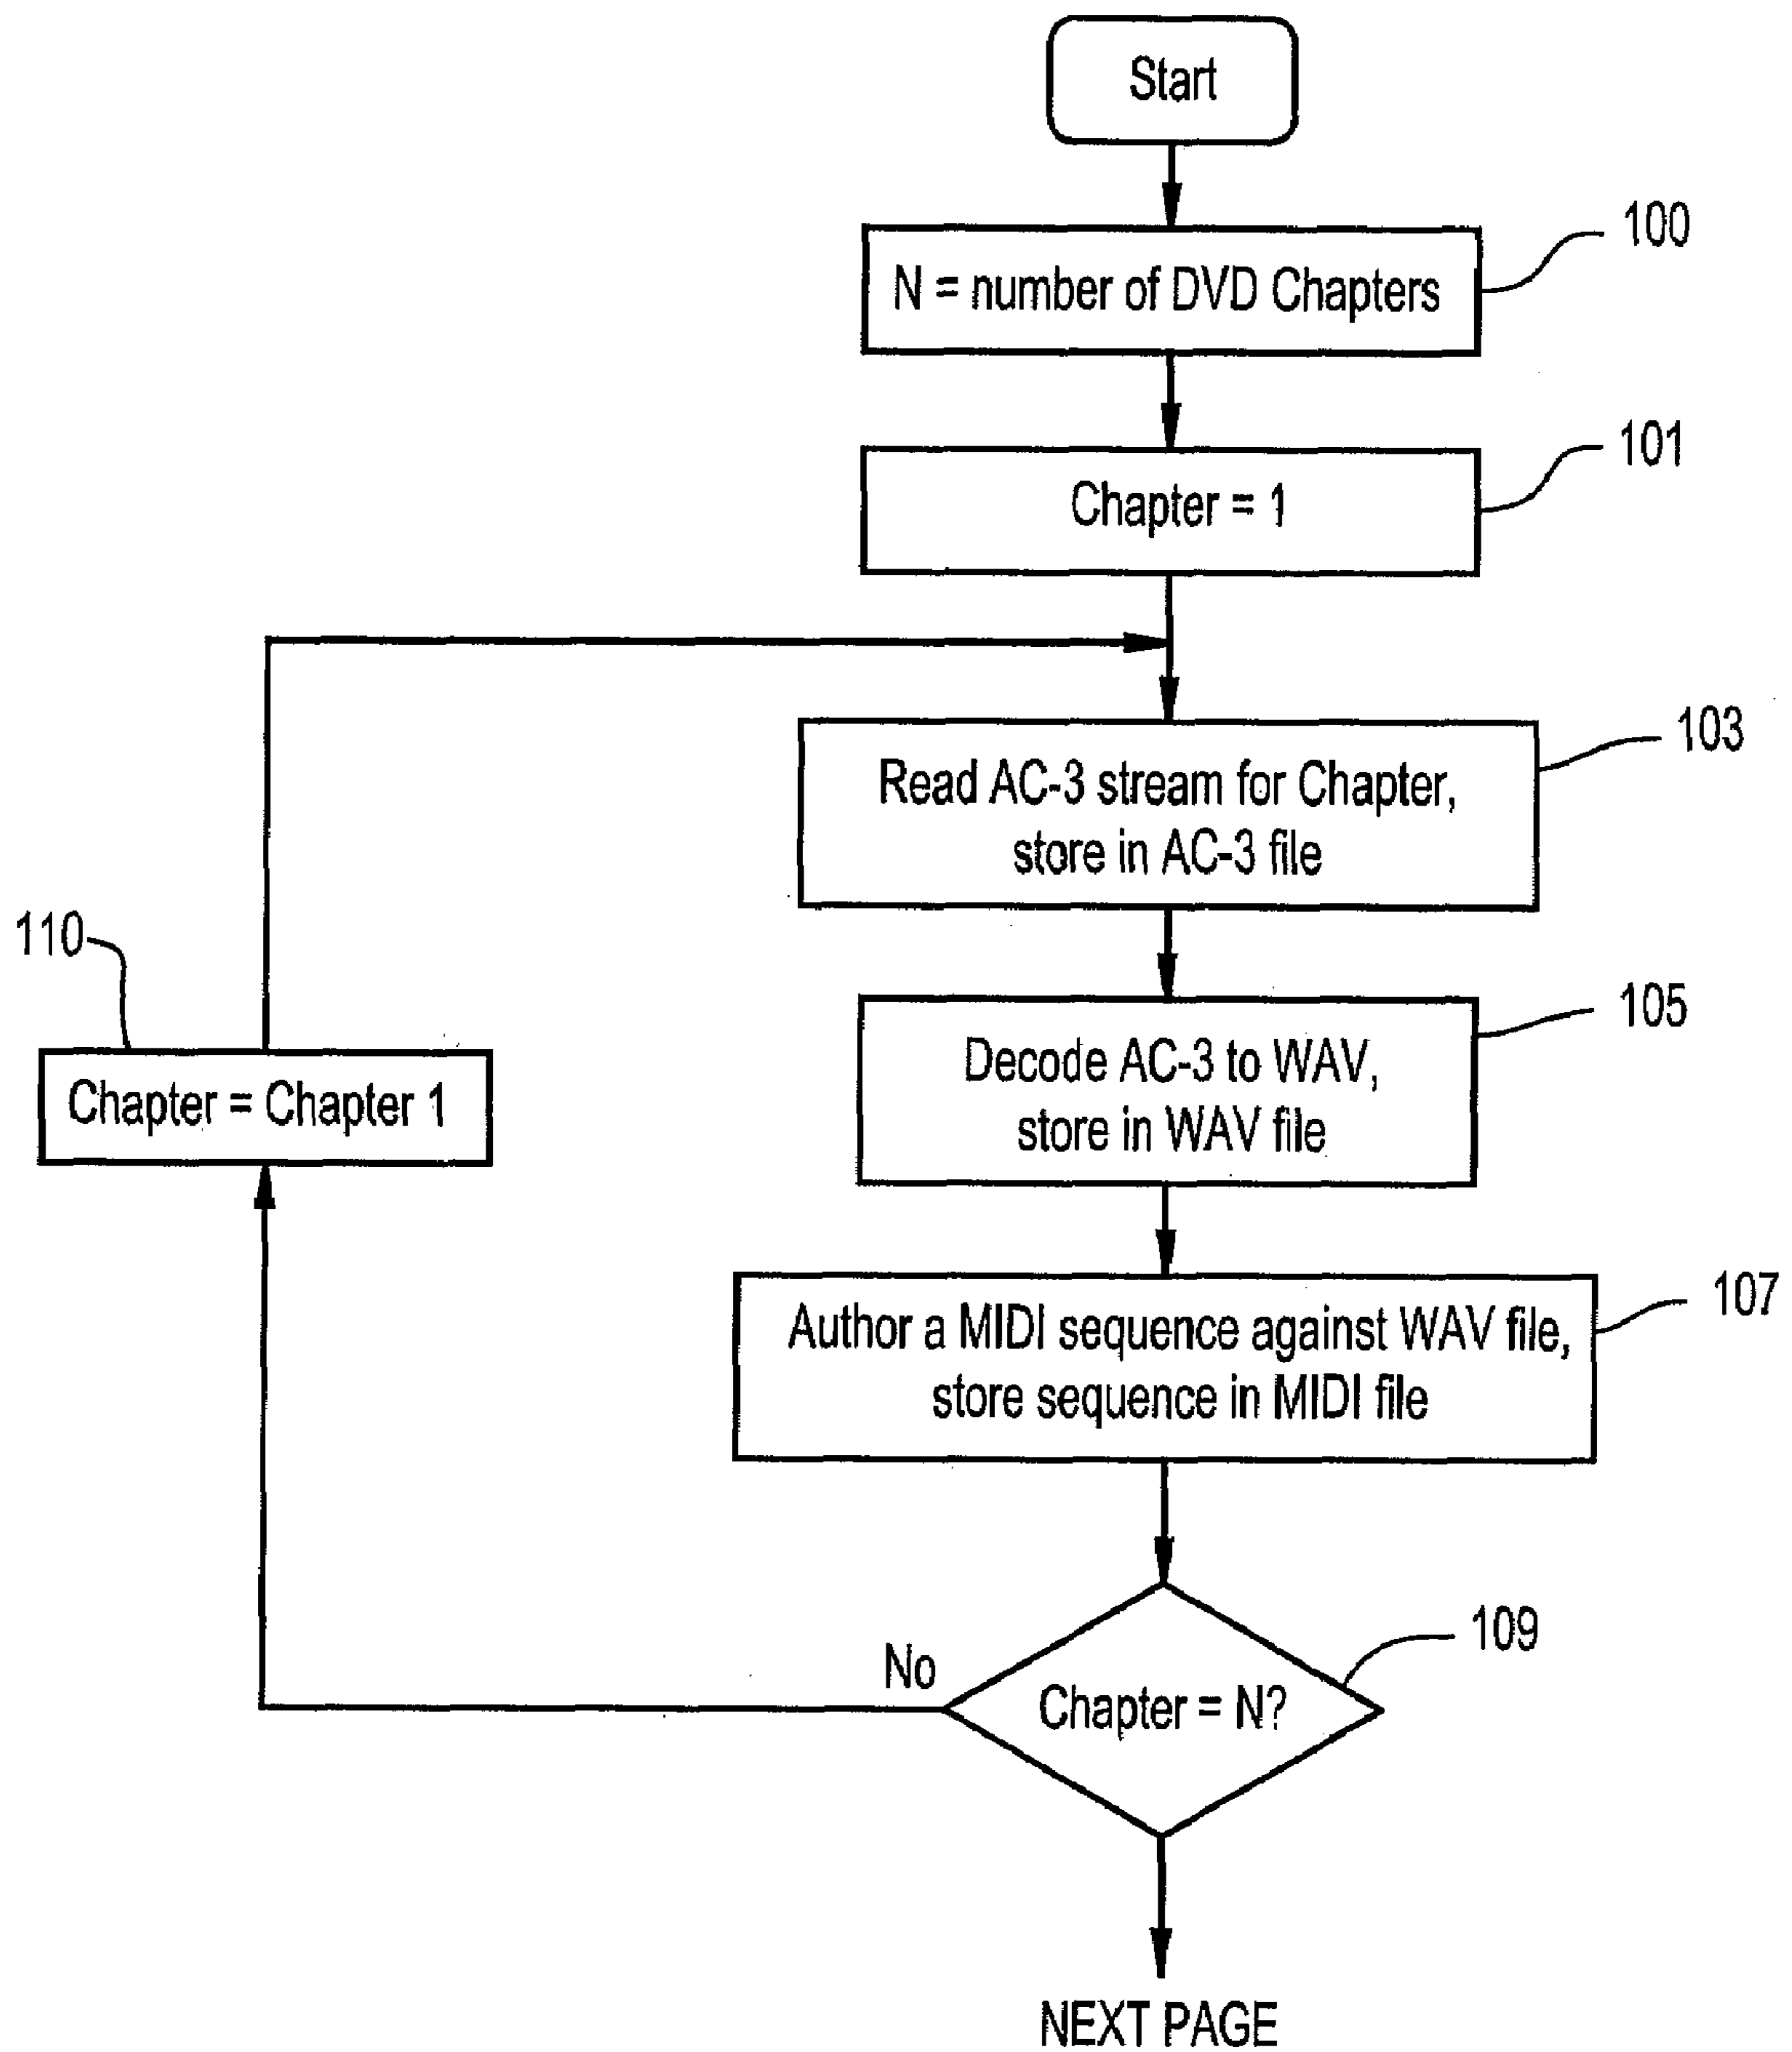 Start
100
N = number of DVD Chapters
101
Chapter = 1
103
Read AC-3 stream for Chapter,
store in AC-3 file
110
105
Decode AC-3 to WAV,
store in WAV file
Chapter = Chapter 1
107
Author a MIDI sequence against WAV file,
store sequence in MIDI file
109
No
Chapter = N?
NEXT PAGE